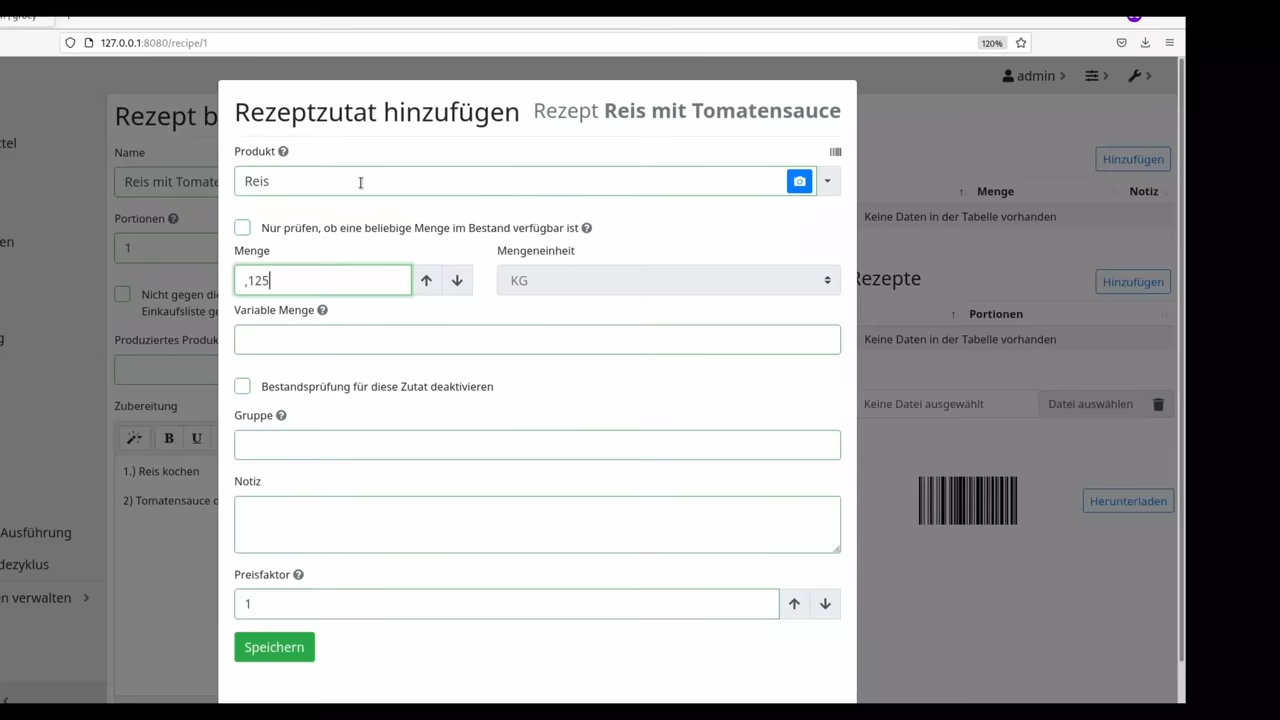 127.0.0.1:8080/recipe/1
120%
admin
Rezept b
Name
Reis mit Tomate
Portionen
1
Nicht gegen die
Einkaufsliste ge
Produziertes Produk
Zubereitung
B U
1.) Reis kochen
2) Tomatensauce
Ausführung
dezyklus
n verwalten
Rezeptzutat hinzufügen
Rezept Reis mit Tomatensauce
Produkt
Reis
Nur prüfen, ob eine beliebige Menge im Bestand verfügbar ist
Menge
Mengeneinheit
,125
KG
Variable Menge
Bestandsprüfung für diese Zutat deaktivieren
Gruppe
Notiz
Preisfaktor
1
Speichern
Hinzufügen
Menge
Notiz
Keine Daten in der Tabelle vorhanden
Rezepte
Hinzufügen
Portionen
Keine Daten in der Tabelle vorhanden
Keine Datei ausgewählt
Datei auswählen
Herunterladen